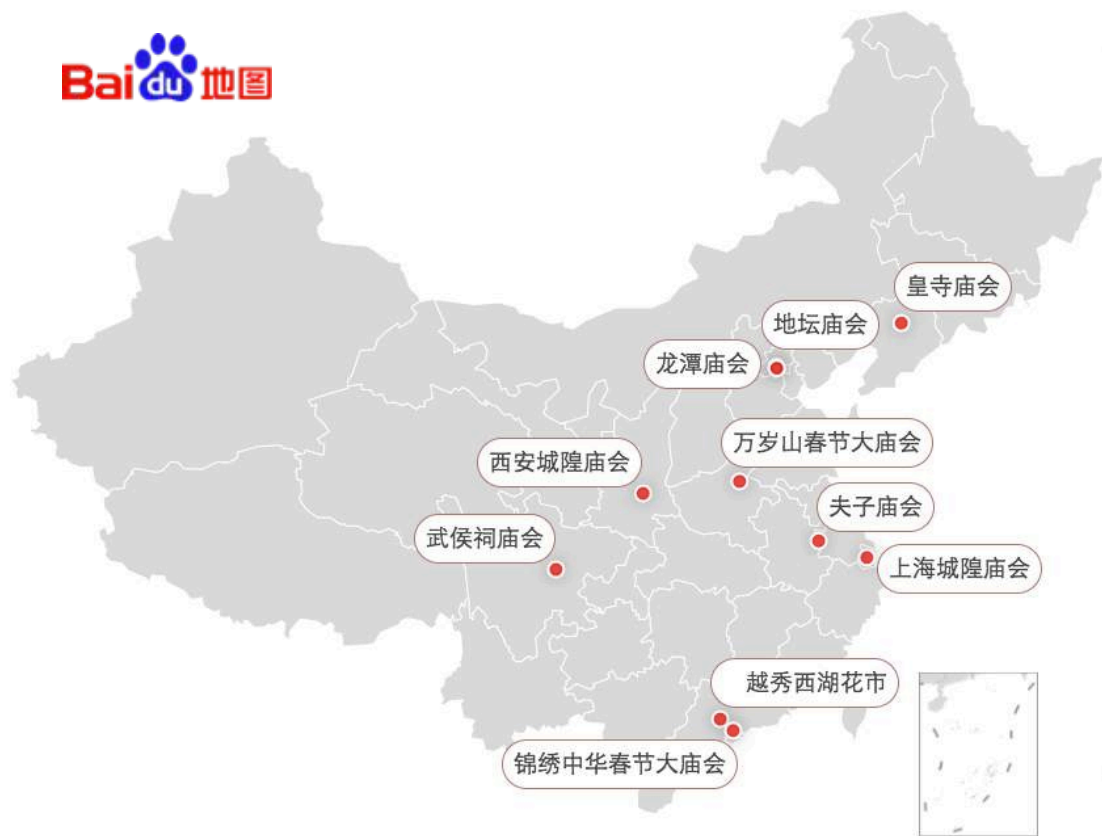 Baidu地图
皇寺庙会
地坛庙会
龙潭庙会
万岁山春节大庙会
西安城隍庙会
夫子庙会
武侯祠庙会
上海城隍庙会
越秀西湖花市
锦绣中华春节大庙会